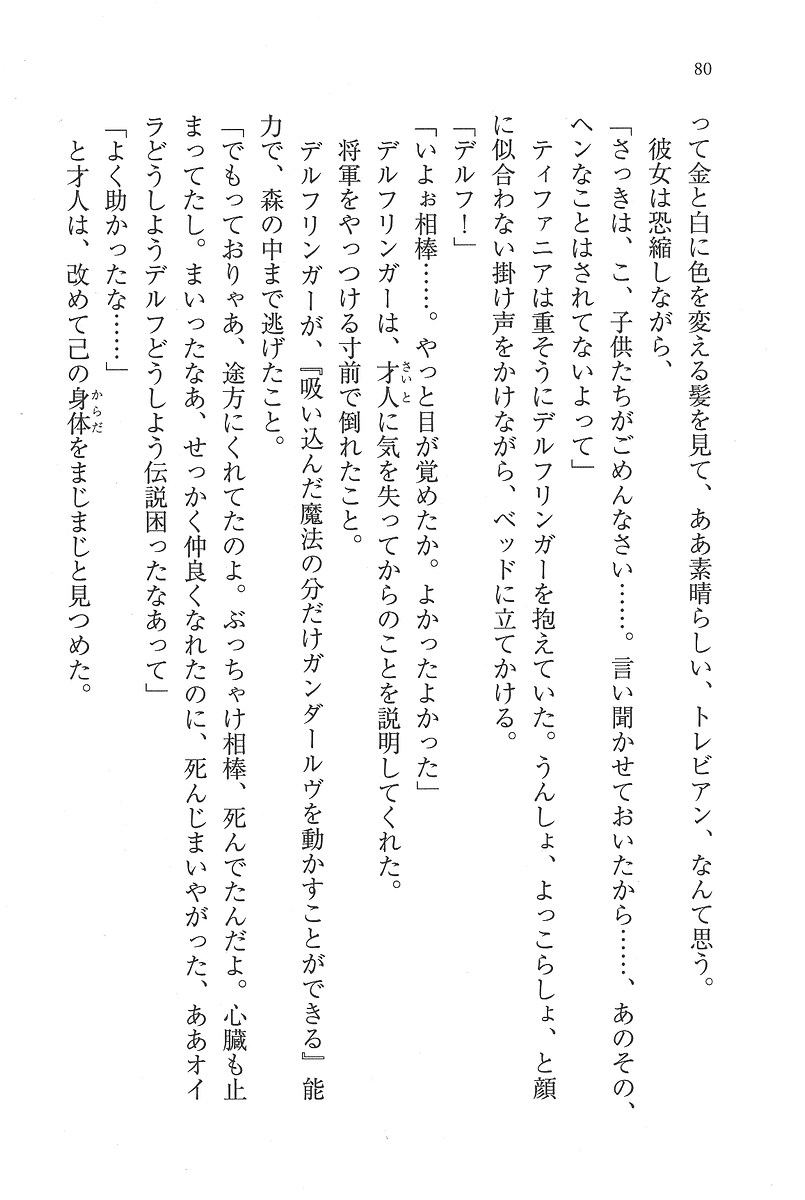 80
って金と白に色を変える髪を見て、ああ素晴らしい、トレビアン、なんて思う。
彼女は恐縮しながら、
「さっきは、こ、子供たちがごめんなさい……。言い聞かせておいたから……、あのその、
ヘンなことはされてないよって」
ティファニアは重そうにデルフリンガーを抱えていた。うんしょ、よっこらしょ、と顔
に似合わない掛け声をかけながら、ベッドに立てかける。
「デルフ！」
「いよぉ相棒……。やっと目が覚めたか。よかったよかった」
デルフリンガーは、才人に気を失ってからのことを説明してくれた。
さいと
将軍をやっつける寸前で倒れたこと。
デルフリンガーが、『吸い込んだ魔法の分だけガンダールヴを動かすことができる』能
力で、森の中まで逃げたこと。
「でもっておりゃあ、途方にくれてたのよ。ぶっちゃけ相棒、死んでたんだよ。心臓も止
まってたし。まいったなあ、せっかく仲良くなれたのに、死んじまいやがった、ああオイ
ラどうしようデルフどうしよう伝説困ったなあって」
「よく助かったな……」
と才人は、改めて己の身体をまじまじと見つめた。
からだ